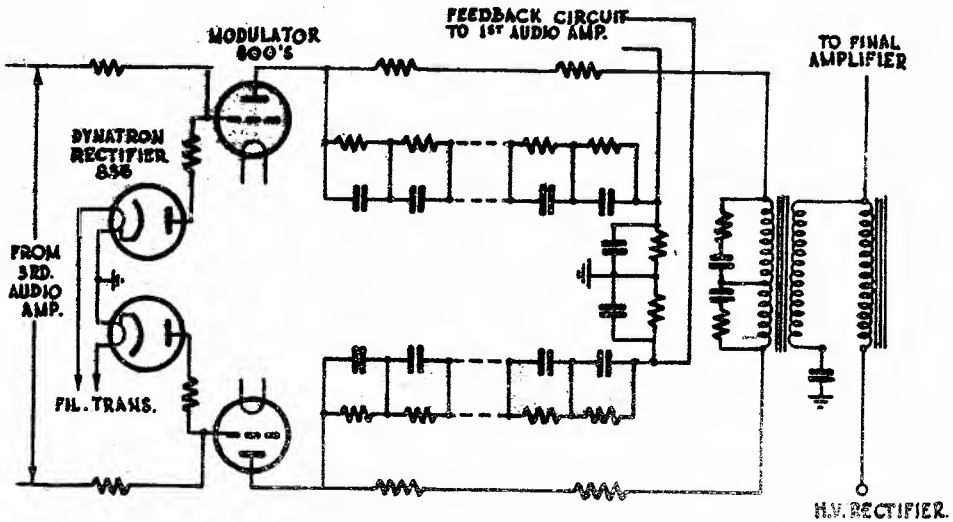 FEEDBACK CIRCUIT
TO 1ST AUDIO AMP.
MODULATOR
800'S
TO FINAL
AMPLIFIER
DYNATRON
RECTIFIER
836
FROM
3RD.
AUDIO
AMP.
FIL. TRANS.
H.V. RECTIFIER.